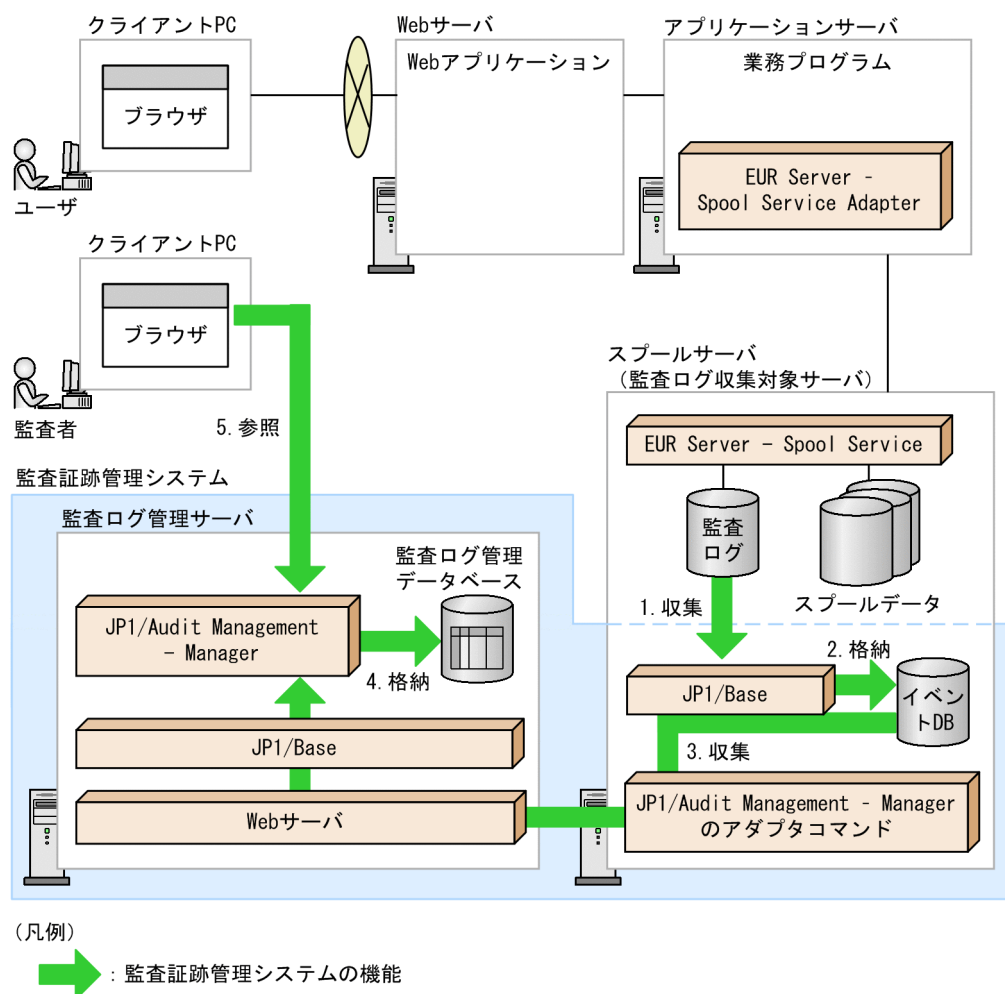 クライアントPC
ブラウザ
ユーザ
Webサーバ
Webアプリケーション
アプリケーションサーバ
業務プログラム
EUR Server -
Spool Service Adapter
クライアントPC
ブラウザ
監査者
5.参照
スプールサーバ
（監査ログ収集対象サーバ）
EUR Server - Spool Service
監査
ログ
スプールデータ
1.収集
監査証跡管理システム
監査ログ管理サーバ
監査ログ管理
データベース
JP1/Audit Management
- Manager
4.格納
JP1/Base
Webサーバ
2.格納
JP1/Base
イベン
トDB
3.収集
JP1/Audit Management - Manager
のアダプタコマンド
（凡例）
：監査証跡管理システムの機能